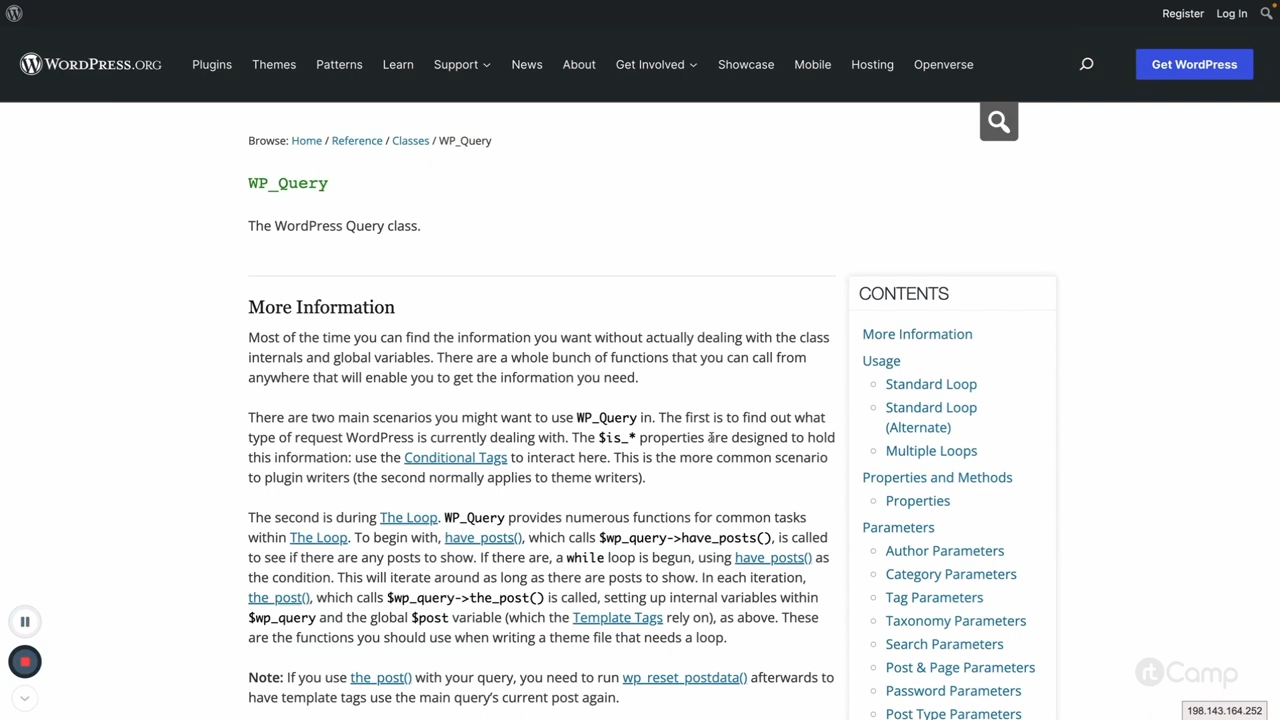 Register Log In
WORDPRESS.ORG Plugins Themes Patterns Learn Support News About Get Involved Showcase Mobile Hosting Openverse Get WordPress
Browse: Home / Reference / Classes / WP_Query
WP_Query
The WordPress Query class.
More Information
Most of the time you can find the information you want without actually dealing with the class
internals and global variables. There are a whole bunch of functions that you can call from
anywhere that will enable you to get the information you need.
There are two main scenarios you might want to use WP_Query in. The first is to find out what
type of request WordPress is currently dealing with. The $is_* properties are designed to hold
this information: use the Conditional Tags to interact here. This is the more common scenario
to plugin writers (the second normally applies to theme writers).
The second is during The Loop. WP_Query provides numerous functions for common tasks
within The Loop. To begin with, have_posts(), which calls $wp_query->have_posts(), is called
to see if there are any posts to show. If there are, a while loop is begun, using have_posts() as
the condition. This will iterate around as long as there are posts to show. In each iteration,
the_post(), which calls $wp_query->the_post() is called, setting up internal variables within
$wp_query and the global $post variable (which the Template Tags rely on), as above. These
are the functions you should use when writing a theme file that needs a loop.
Note: If you use the_post() with your query, you need to run wp_reset_postdata() afterwards to
have template tags use the main query's current post again.
CONTENTS
More Information
Usage
Standard Loop
Standard Loop
(Alternate)
Multiple Loops
Properties and Methods
Properties
Parameters
Author Parameters
Category Parameters
Tag Parameters
Taxonomy Parameters
Search Parameters
Post & Page Parameters
Password Parameters
Post Type Parameters
rtCamp
198.143.164.252